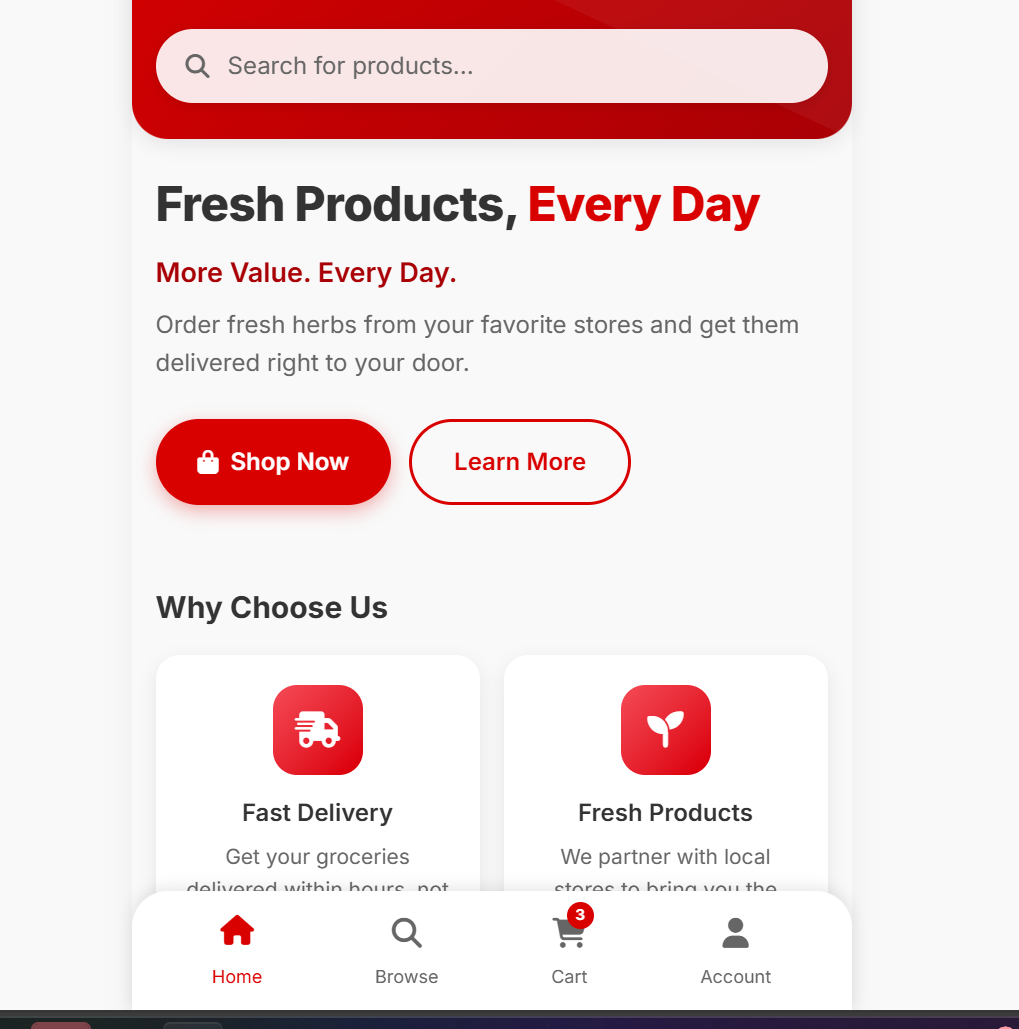 Search for products...
Fresh Products, Every Day
More Value. Every Day.
Order fresh herbs from your favorite stores and get them
delivered right to your door.
Shop Now
Learn More
Why Choose Us
Fast Delivery
Get your groceries
delivered within hours, not
Fresh Products
We partner with local
stores to bring you the
3
Home
Browse
Cart
Account